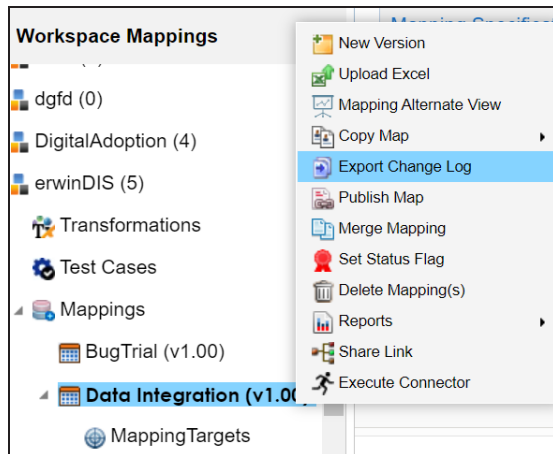 Mapping Specific
Workspace Mappings
dgfd (0)
DigitalAdoption (4)
erwinDIS (5)
Transformations
Test Cases
Mappings
BugTrial (v1.00)
Data Integration (v1.00)
MappingTargets
New Version
Upload Excel
Mapping Alternate View
Copy Map
Export Change Log
Publish Map
Merge Mapping
Set Status Flag
Delete Mapping(s)
Reports
Share Link
Execute Connector